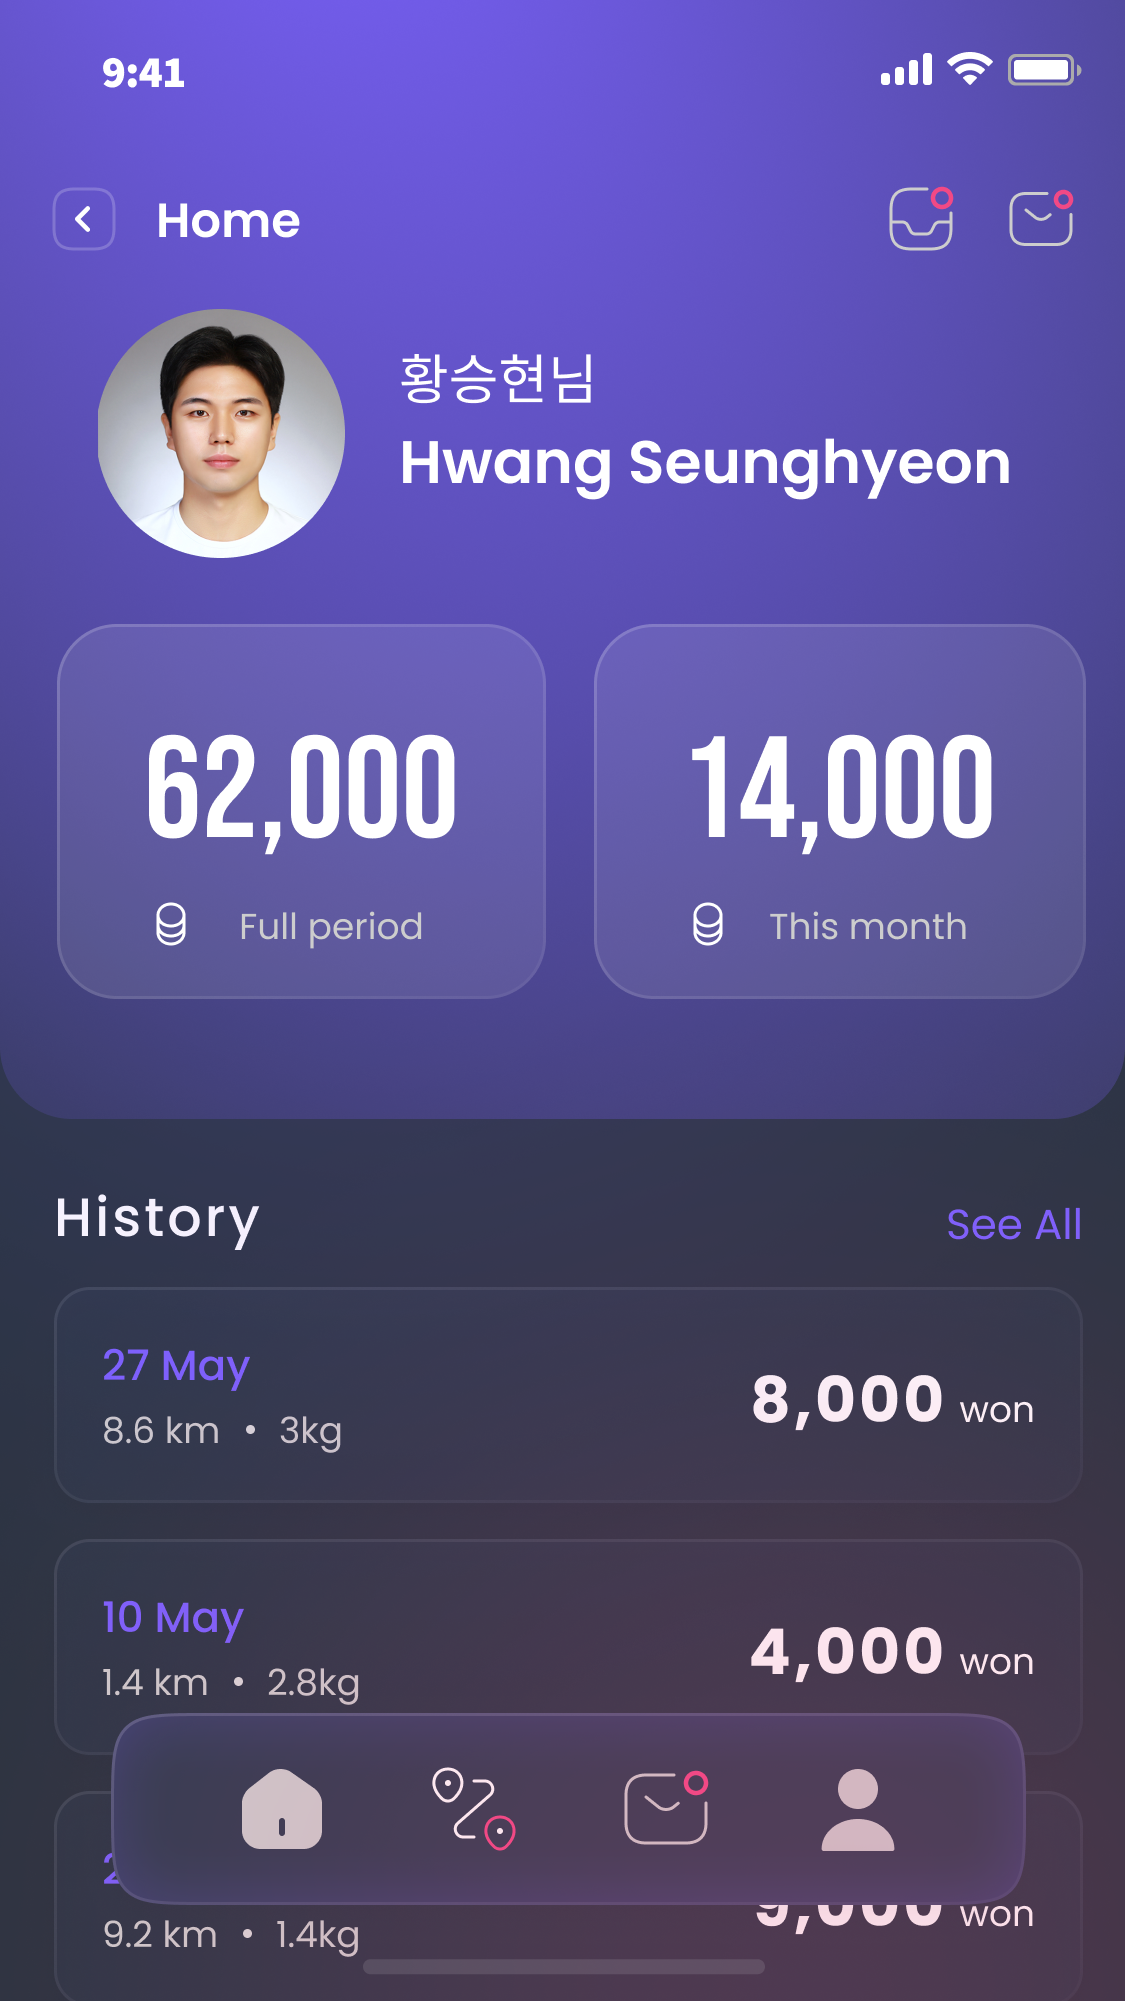 9:41
Home
황승현님
Hwang Seunghyeon
62,000
Full period
14,000
This month
History
See All
27 May
8.6 km • 3kg
8,000 won
10 May
1.4 km • 2.8kg
4,000 won
9.2 km • 1.4kg
9,000 won